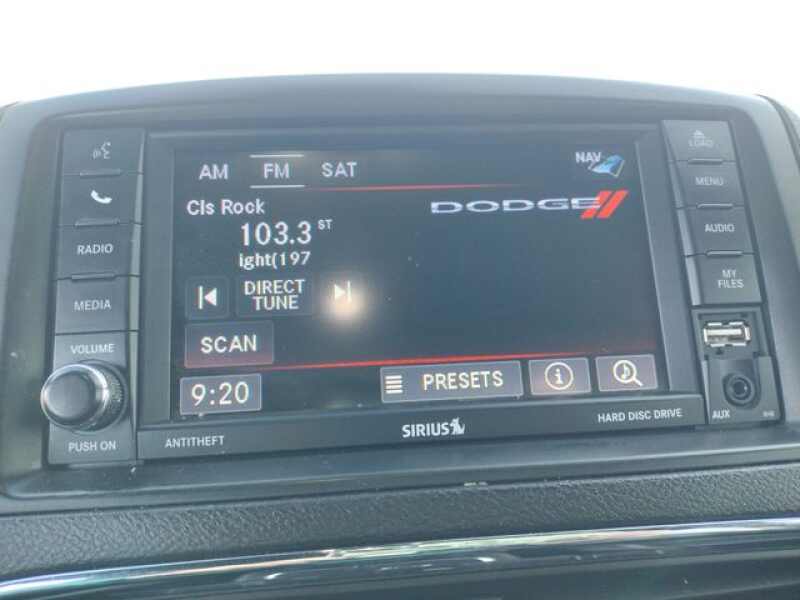 AM FM SAT NAV
Cls Rock DODGE
103.3 ST
ight(197
DIRECT
TUNE
SCAN
9:20 PRESETS i
RADIO
MEDIA
VOLUME
PUSH ON
ANTITHEFT SIRIUS HARD DISC DRIVE
LOAD
MENU
AUDIO
MY
FILES
AUX